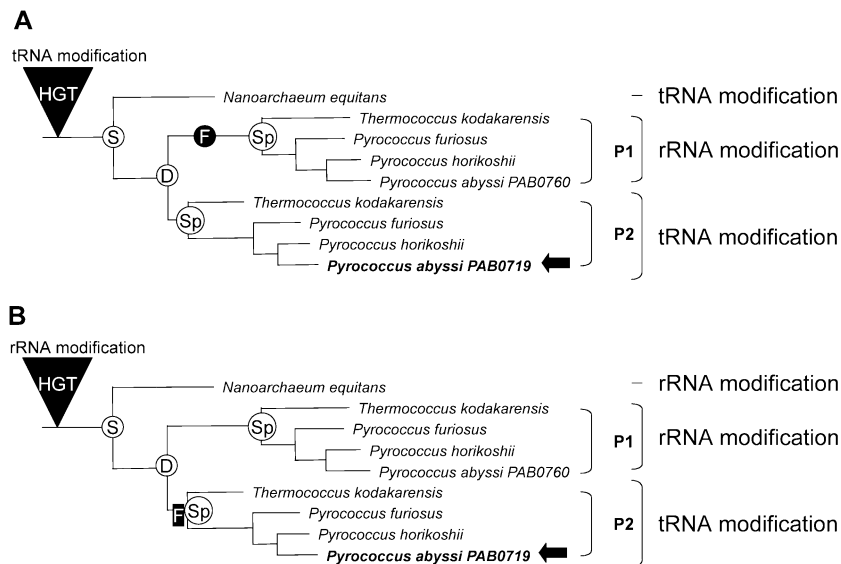 A
tRNA modification
HGT
Nanoarchaeum equitans
– tRNA modification
S
Thermococcus kodakarensis
F
Sp
Pyrococcus furiosus
P1
rRNA modification
Pyrococcus horikoshii
D
Pyrococcus abyssi PAB0760
Thermococcus kodakarensis
Sp
Pyrococcus furiosus
P2
tRNA modification
Pyrococcus horikoshii
Pyrococcus abyssi PAB0719
B
rRNA modification
HGT
Nanoarchaeum equitans
– rRNA modification
S
Thermococcus kodakarensis
Sp
Pyrococcus furiosus
P1
rRNA modification
Pyrococcus horikoshii
D
Pyrococcus abyssi PAB0760
Thermococcus kodakarensis
F
Sp
Pyrococcus furiosus
P2
tRNA modification
Pyrococcus horikoshii
Pyrococcus abyssi PAB0719